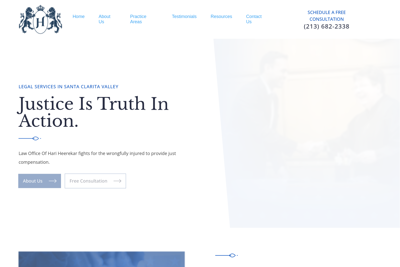 H
Home
About Us
Practice Areas
Testimonials
Resources
Contact Us
SCHEDULE A FREE
CONSULTATION
(213) 682-2338
LEGAL SERVICES IN SANTA CLARITA VALLEY
Justice Is Truth In
Action.
Law Office Of Hari Heerekar fights for the wrongfully injured to provide just
compensation.
About Us
Free Consultation